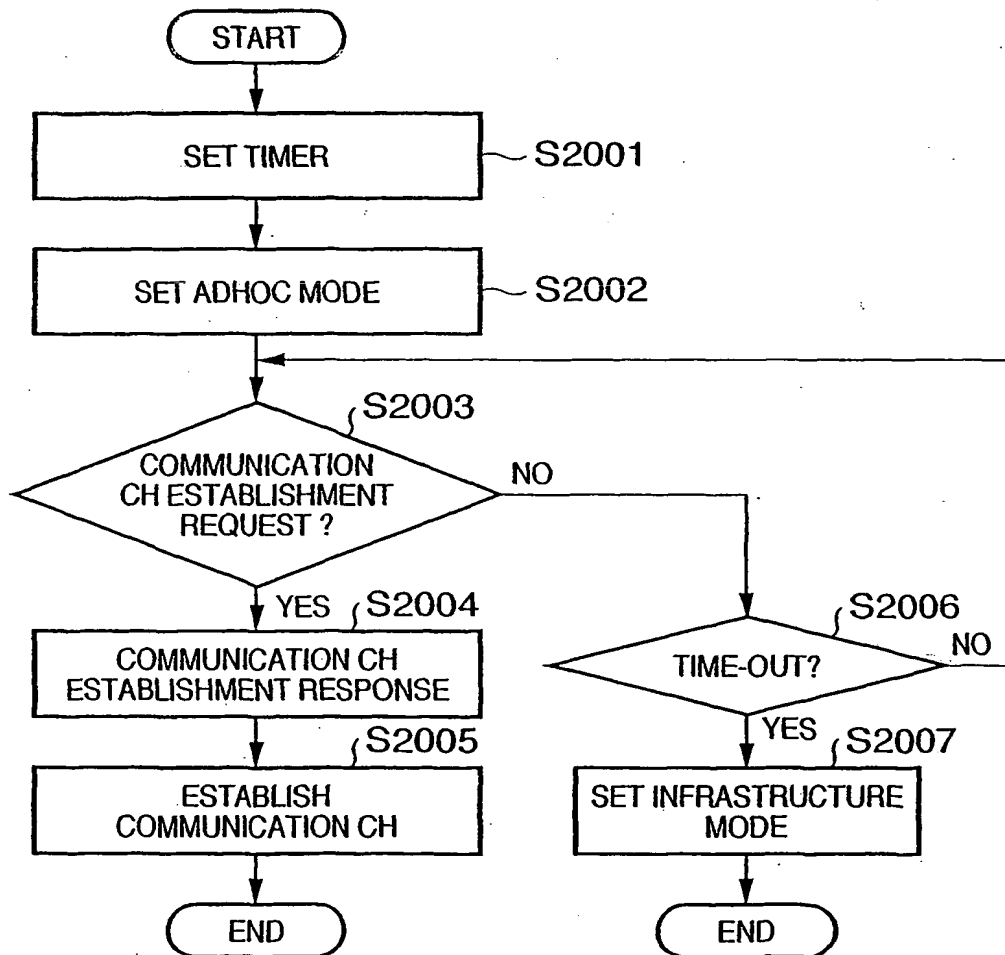 START
SET TIMER
S2001
SET ADHOC MODE
S2002
S2003
COMMUNICATION
CH ESTABLISHMENT
REQUEST ?
NO
YES
S2004
COMMUNICATION CH
ESTABLISHMENT RESPONSE
S2005
ESTABLISH
COMMUNICATION CH
END
S2006
TIME-OUT?
NO
YES
S2007
SET INFRASTRUCTURE
MODE
END